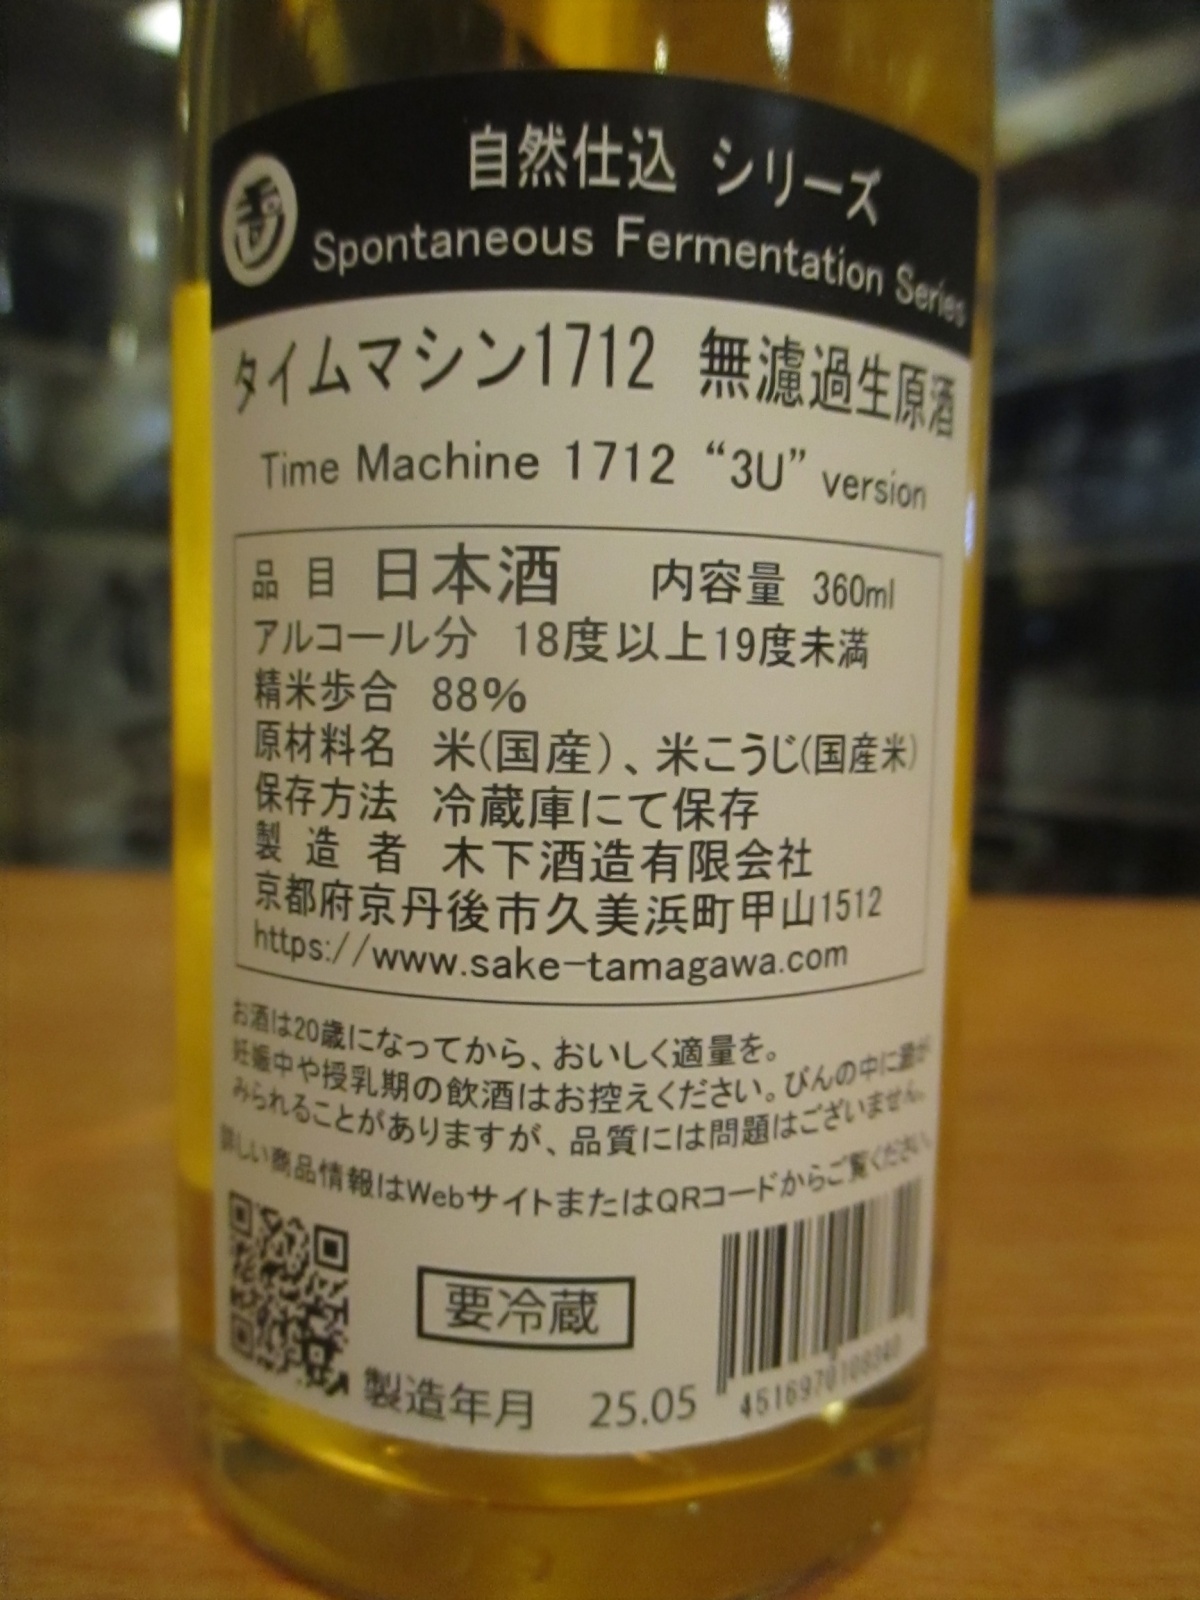 自然仕込 シリーズ
Spontaneous Fermentation Series
タイムマシン1712 無濾過生原酒
Time Machine 1712 “3U” version
品 目 日本酒 内容量 360ml
アルコール分 18度以上19度未満
精米歩合 88%
原材料名 米(国産)、米こうじ(国産米)
保存方法 冷蔵庫にて保存
製 造 者 木下酒造有限会社
京都府京丹後市久美浜町甲山1512
https://www.sake-tamagawa.com
お酒は20歳になってから、おいしく適量を。
妊娠中や授乳期の飲酒はお控えください。びんの中に澱が
みられることがありますが、品質には問題はございません。
詳しい商品情報はWebサイトまたはQRコードからご覧ください。
要冷蔵
製造年月 25.05
4516970108340